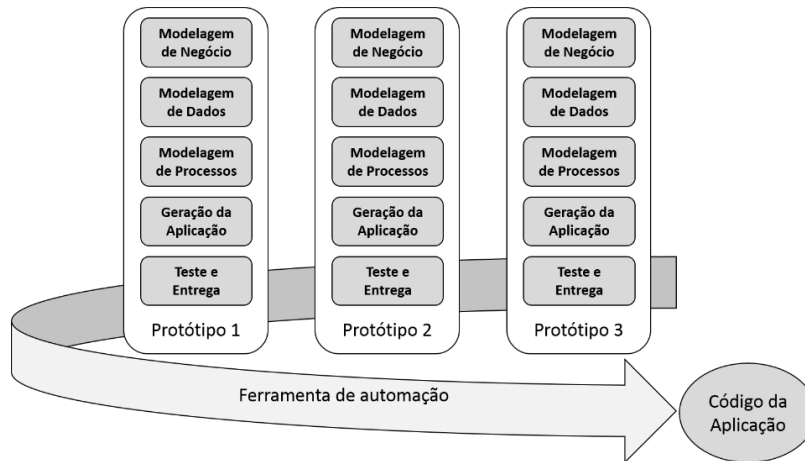 Modelagem
de Negócio
Modelagem
de Dados
Modelagem
de Processos
Geração da
Aplicação
Teste e
Entrega
Protótipo 1
Modelagem
de Negócio
Modelagem
de Dados
Modelagem
de Processos
Geração da
Aplicação
Teste e
Entrega
Protótipo 2
Modelagem
de Negócio
Modelagem
de Dados
Modelagem
de Processos
Geração da
Aplicação
Teste e
Entrega
Protótipo 3
Ferramenta de automação
Código da
Aplicação